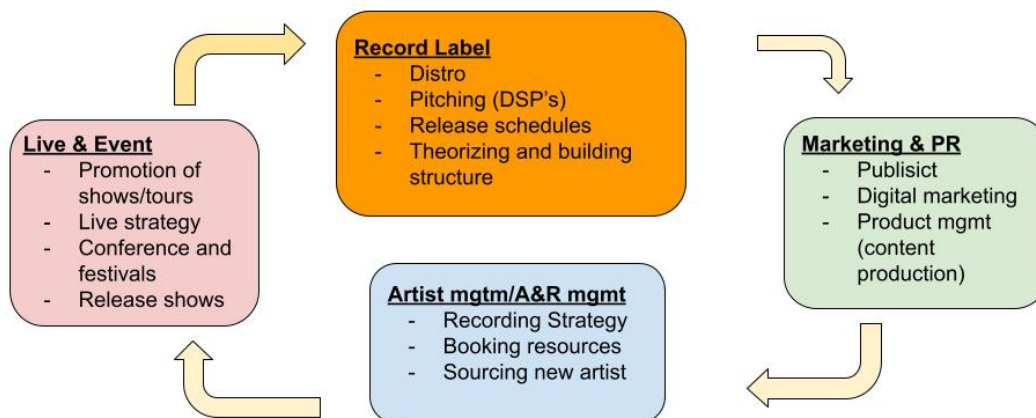 Record Label
- Distro
- Pitching (DSP's)
- Release schedules
- Theorizing and building
structure
Live & Event
- Promotion of
shows/tours
- Live strategy
- Conference and
festivals
- Release shows
Marketing & PR
- Publisict
- Digital marketing
- Product mgmt
(content
production)
Artist mgtm/A&R mgmt
- Recording Strategy
- Booking resources
- Sourcing new artist